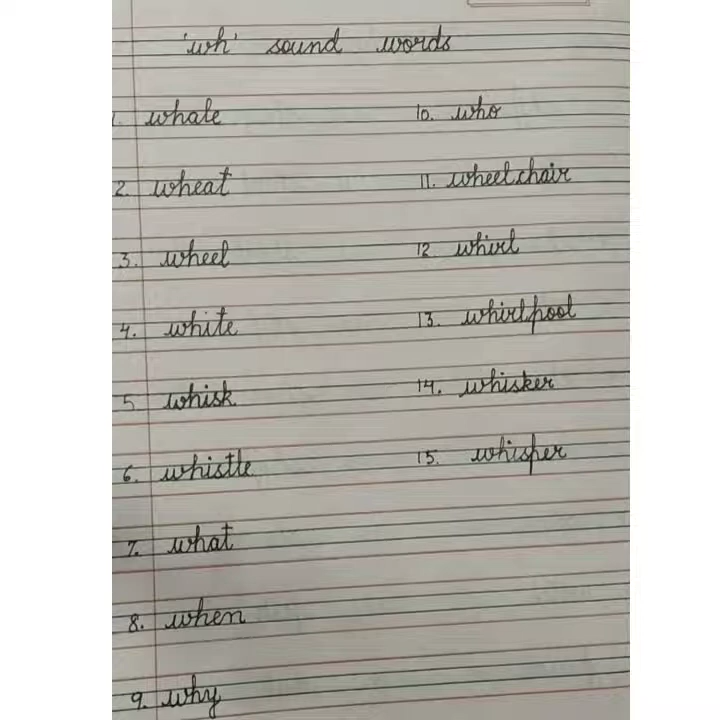 'wh' sound words
1. whale
2. wheat
3. wheel
4. white
5 whisk
6. whistle
7. what
8. when
9. why
10. who
11. wheelchair
12 whirl
13. whirlpool
14. whisker
15. whisper